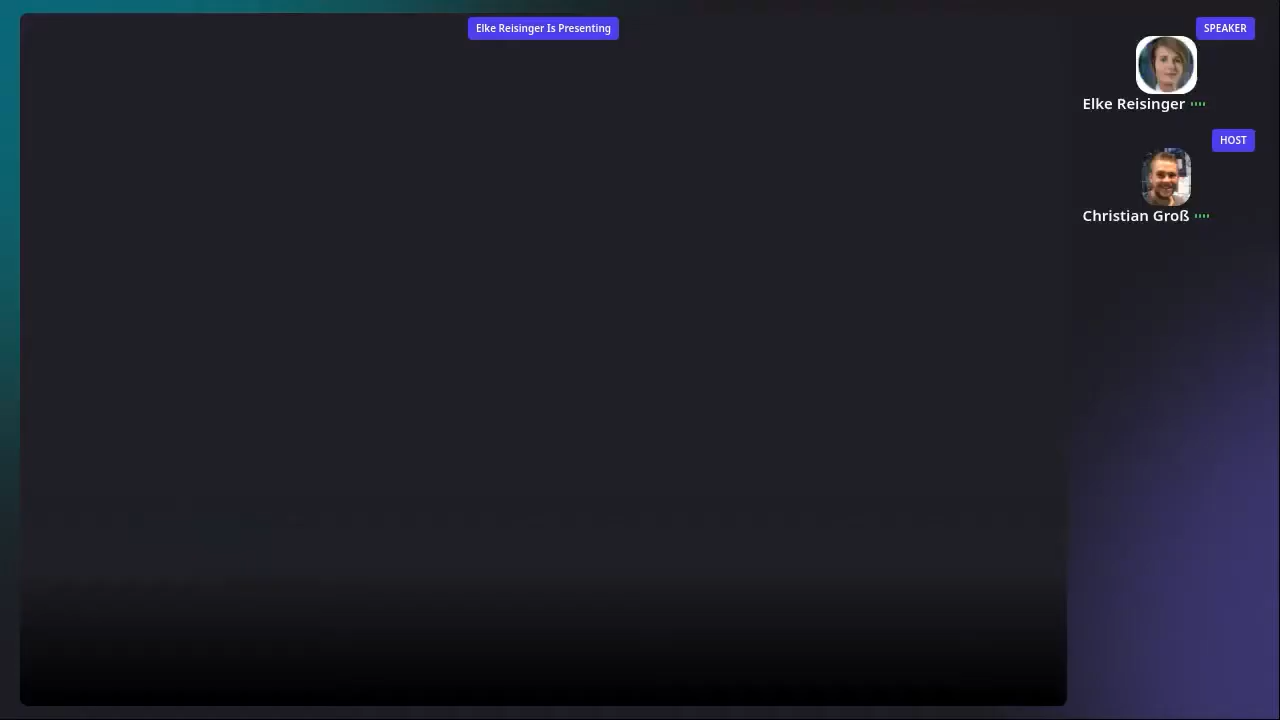 Elke Reisinger Is Presenting
SPEAKER
Elke Reisinger
HOST
Christian Groß